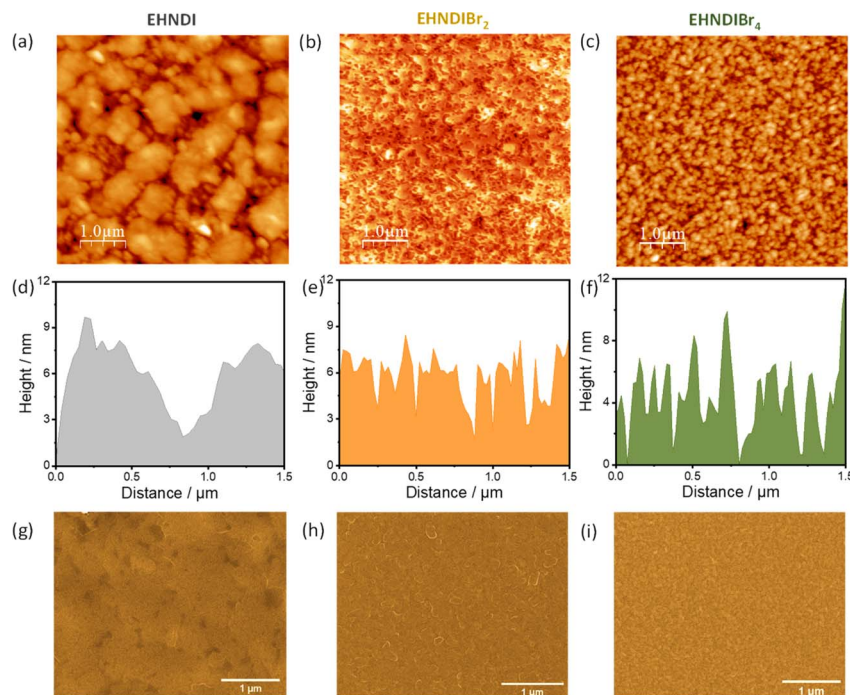 EHNDI
EHNDIBr₂
EHNDIBr₄
(a)
(b)
(c)
1.0µm
1.0µm
1.0µm
(d)
(e)
(f)
Height / nm
12
9
6
3
0
0.0 0.5 1.0 1.5
Distance / µm
Height / nm
12
9
6
3
0
0.0 0.5 1.0 1.5
Distance / µm
Height / nm
12
8
4
0
0.0 0.5 1.0 1.5
Distance / µm
(g)
(h)
(i)
1 µm
1 µm
1 µm